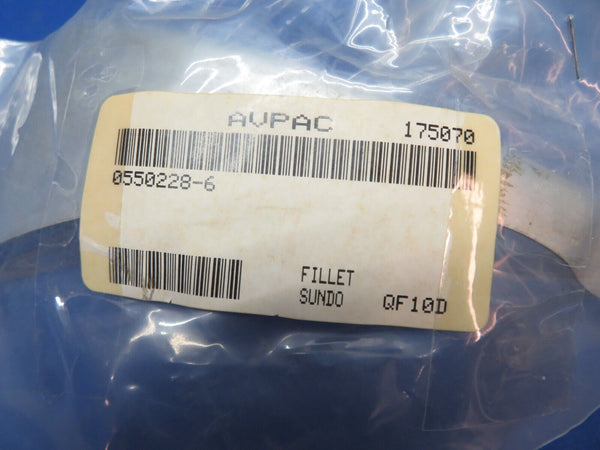 AVPAC 175070
0550228-6
FILLET
SUNDO QF10D